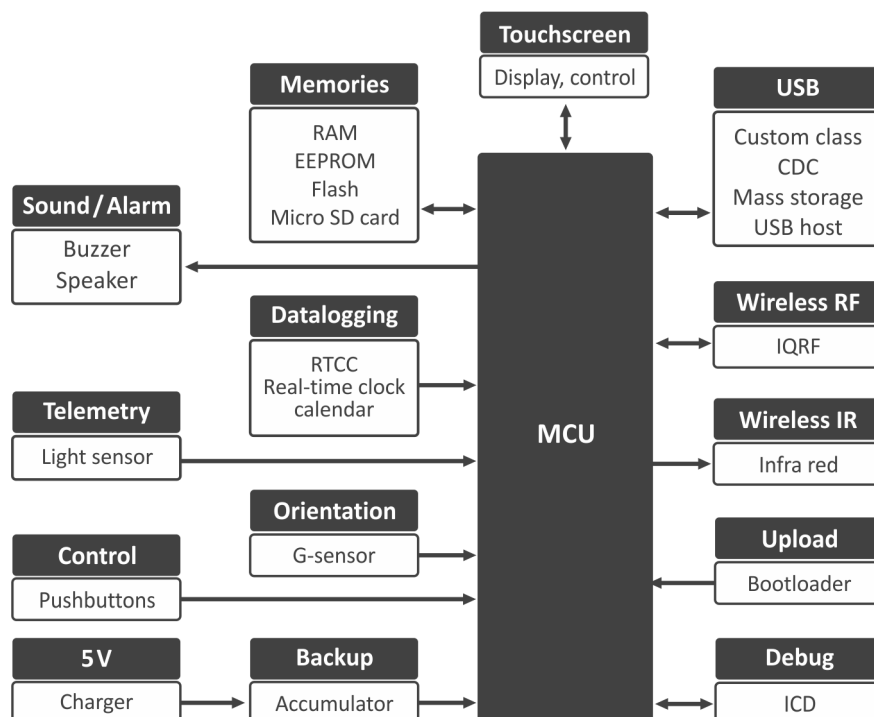 Touchscreen
Display, control
Memories
RAM
EEPROM
Flash
Micro SD card
USB
Custom class
CDC
Mass storage
USB host
Sound / Alarm
Buzzer
Speaker
Datalogging
RTCC
Real-time clock
calendar
Wireless RF
IQRF
Telemetry
Light sensor
MCU
Wireless IR
Infra red
Orientation
G-sensor
Control
Pushbuttons
Upload
Bootloader
5 V
Charger
Backup
Accumulator
Debug
ICD